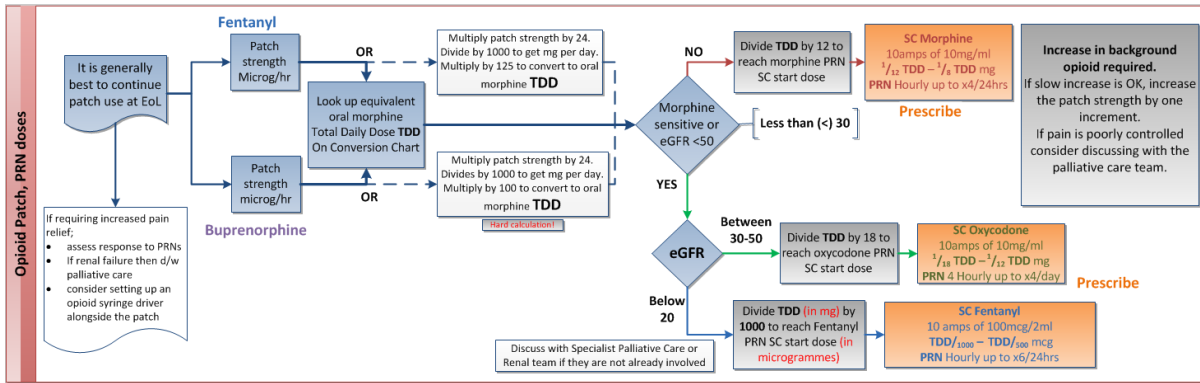 Opioid Patch, PRN doses
It is generally
best to continue
patch use at EoL
If requiring increased pain
relief;
• assess response to PRNs
• If renal failure then d/w
palliative care
• consider setting up an
opioid syringe driver
alongside the patch
Fentanyl
Patch
strength
Microg/hr
Patch
strength
microg/hr
Buprenorphine
OR
Look up equivalent
oral morphine
Total Daily Dose TDD
On Conversion Chart
OR
Multiply patch strength by 24.
Divide by 1000 to get mg per day.
Multiply by 125 to convert to oral
morphine TDD
Multiply patch strength by 24.
Divides by 1000 to get mg per day.
Multiply by 100 to convert to oral
morphine TDD
Hard calculation!
Morphine
sensitive or
eGFR <50
NO
Divide TDD by 12 to
reach morphine PRN
SC start dose
SC Morphine
10amps of 10mg/ml
1/12 TDD – 1/8 TDD mg
PRN Hourly up to x4/24hrs
Prescribe
Less than (<) 30
Increase in background
opioid required.
If slow increase is OK, increase
the patch strength by one
increment.
If pain is poorly controlled
consider discussing with the
palliative care team.
YES
eGFR
Between
30-50
Divide TDD by 18 to
reach oxycodone PRN
SC start dose
SC Oxycodone
10amps of 10mg/ml
1/18 TDD – 1/12 TDD mg
PRN 4 Hourly up to x4/day
Prescribe
Below
20
Divide TDD (in mg) by
1000 to reach Fentanyl
PRN SC start dose (in
microgrammes)
SC Fentanyl
10 amps of 100mcg/2ml
TDD/1000 – TDD/500 mcg
PRN Hourly up to x6/24hrs
Discuss with Specialist Palliative Care or
Renal team if they are not already involved